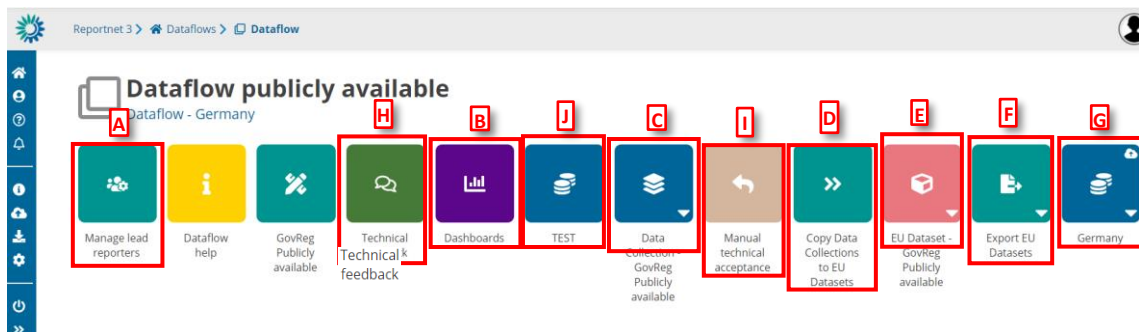 Reportnet 3 > Dataflows > Dataflow
Dataflow publicly available
Dataflow - Germany
A
H
B
J
C
I
D
E
F
G
Manage lead
reporters
Dataflow
help
GovReg
Publicly
available
Technical
Technical k
feedback
Dashboards
TEST
Data
Collection -
GovReg
Publicly
available
Manual
technical
acceptance
Copy Data
Collections
to EU
Datasets
EU Dataset -
GovReg
Publicly
available
Export EU
Datasets
Germany